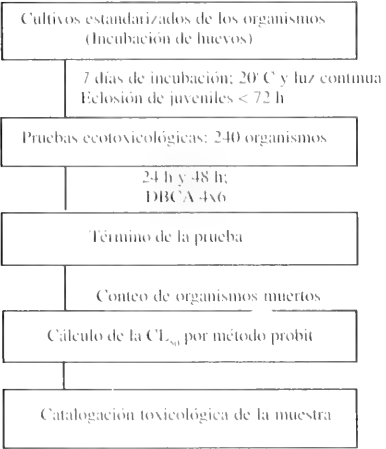 Cultivos estandarizados de los organismos
(Incubación de huevos)
7 días de incubación; 20° C y luz continua
Eclosión de juveniles < 72 h
Pruebas ecotoxicológicas: 240 organismos
24 h y 48 h;
DBCA 4x6
Término de la prueba
Conteo de organismos muertos
Cálculo de la CL50 por método probit
Catalogación toxicológica de la muestra